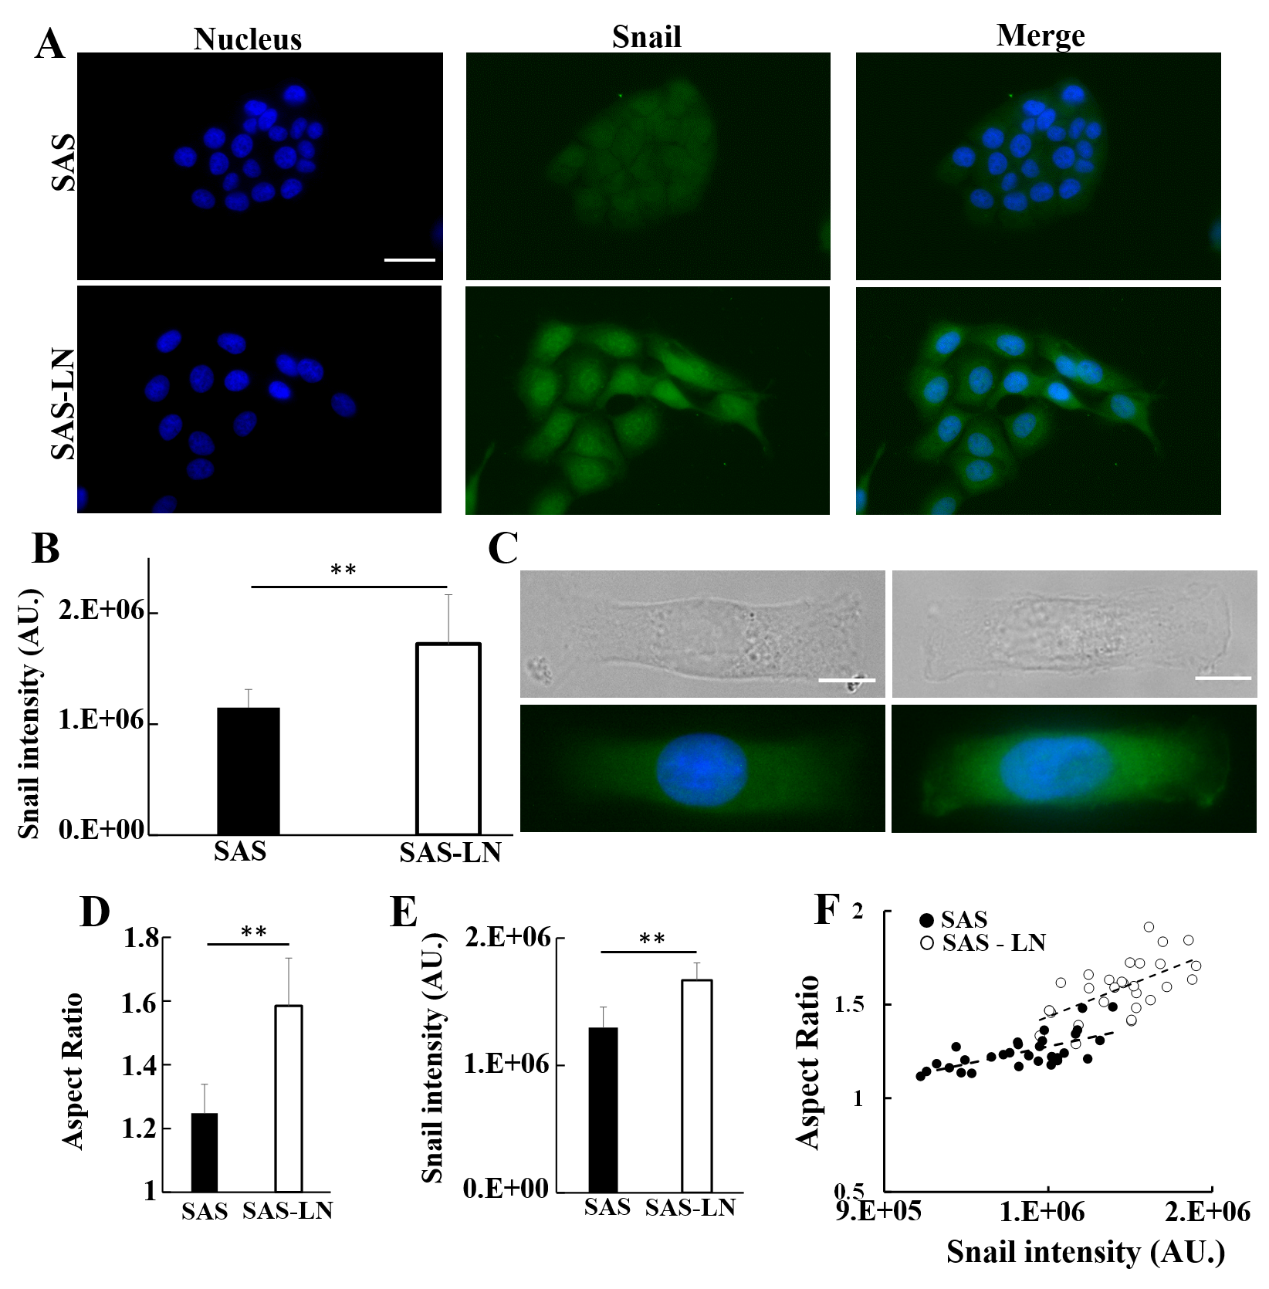 A
Nucleus
Snail
Merge
SAS
SAS-LN
B
**
Snail intensity (AU.)
2.E+06
1.E+06
0.E+00
SAS
SAS-LN
C
D
**
Aspect Ratio
1.8
1.6
1.4
1.2
1
SAS
SAS-LN
E
**
Snail intensity (AU.)
2.E+06
1.E+06
0.E+00
SAS
SAS-LN
F
SAS
SAS - LN
Aspect Ratio
2
1.5
1
0.5
9.E+05
1.E+06
2.E+06
Snail intensity (AU.)